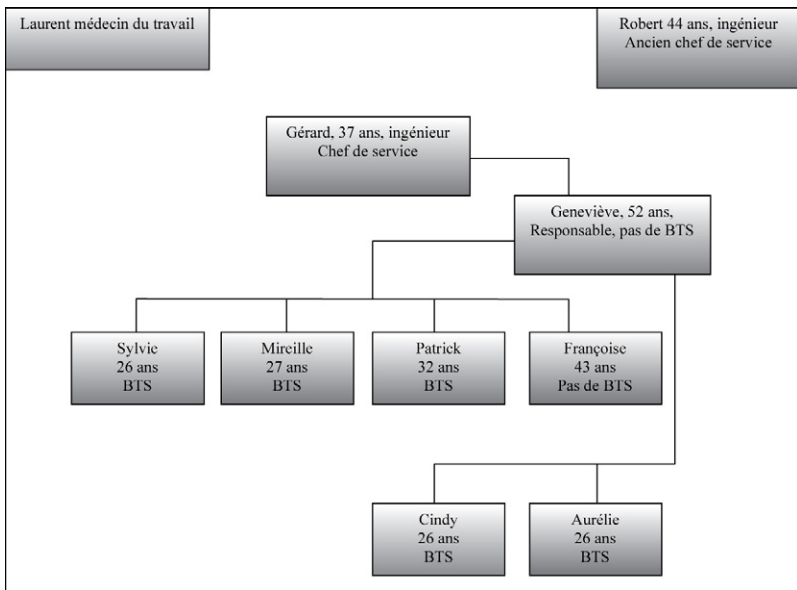 Laurent médecin du travail
Robert 44 ans, ingénieur
Ancien chef de service
Gérard, 37 ans, ingénieur
Chef de service
Geneviève, 52 ans,
Responsable, pas de BTS
Sylvie
26 ans
BTS
Mireille
27 ans
BTS
Patrick
32 ans
BTS
Françoise
43 ans
Pas de BTS
Cindy
26 ans
BTS
Aurélie
26 ans
BTS